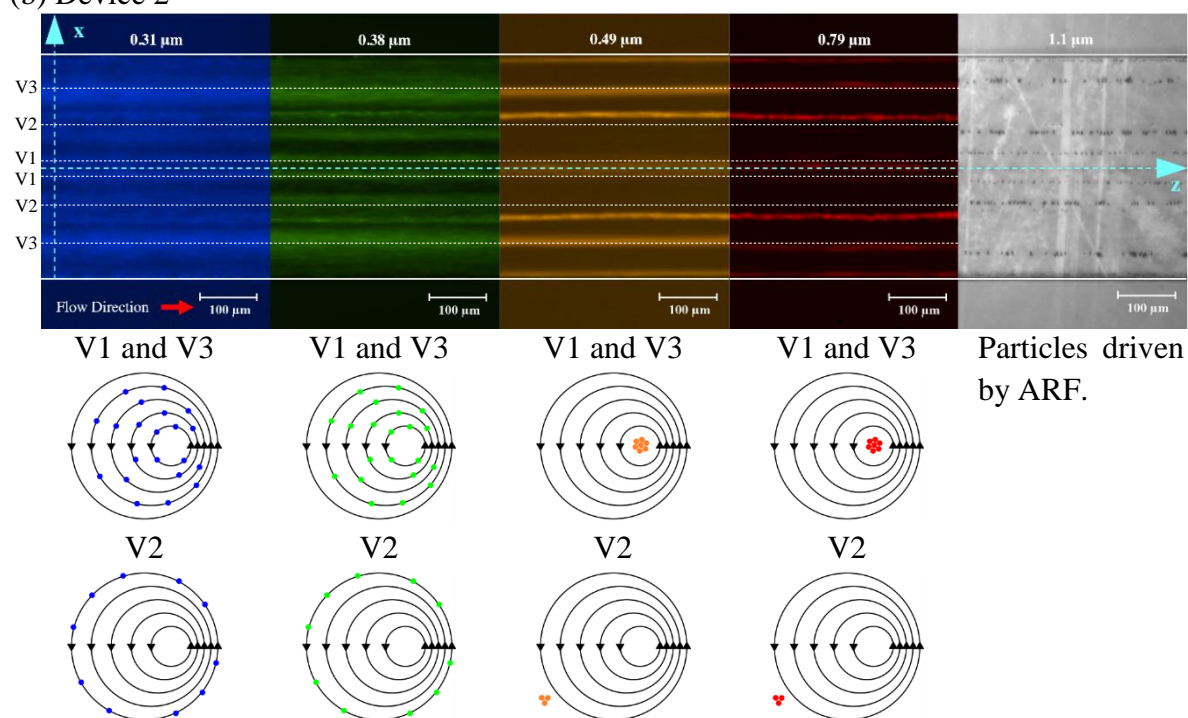 (b) Device 2
x
0.31 µm 0.38 µm 0.49 µm 0.79 µm 1.1 µm
V3
V2
V1
V1
V2
V3
z
Flow Direction 100 µm 100 µm 100 µm 100 µm 100 µm
V1 and V3 V1 and V3 V1 and V3 V1 and V3 Particles driven
by ARF.
V2 V2 V2 V2